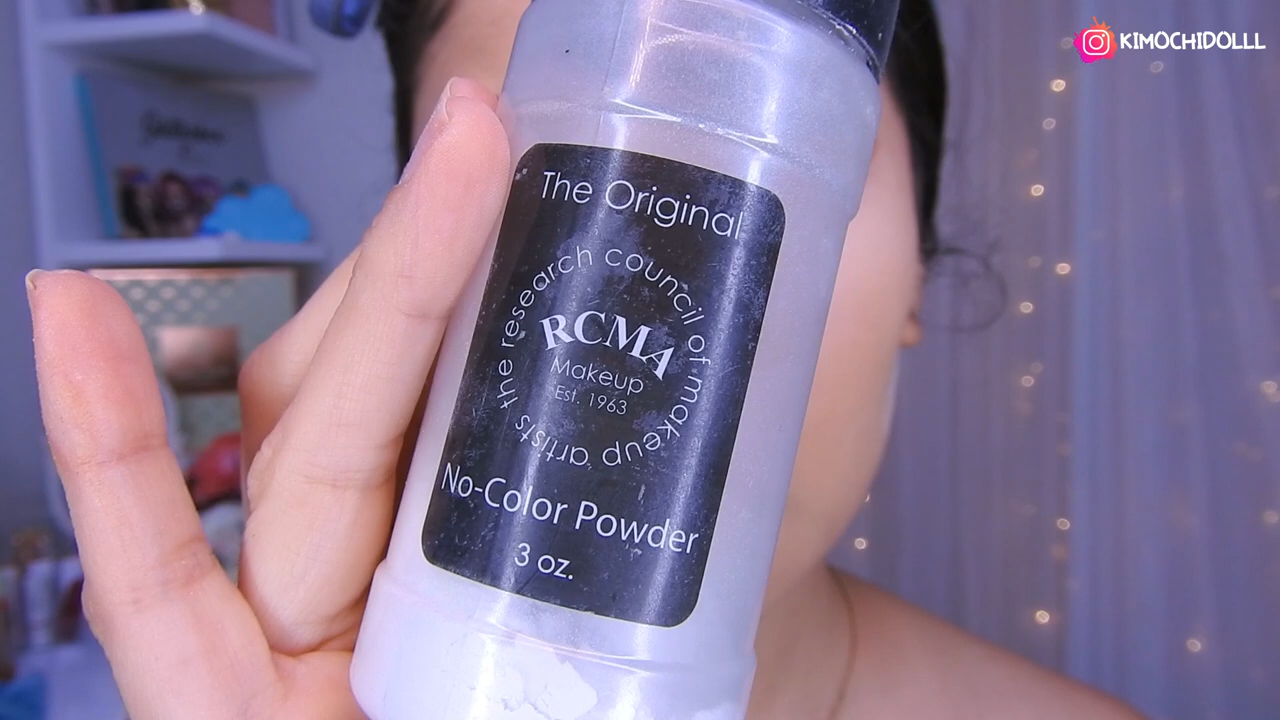 KIMOCHIDOLLL
The Original
the research council of makeup artists
RCMA
Makeup
Est. 1963
No-Color Powder
3 oz.